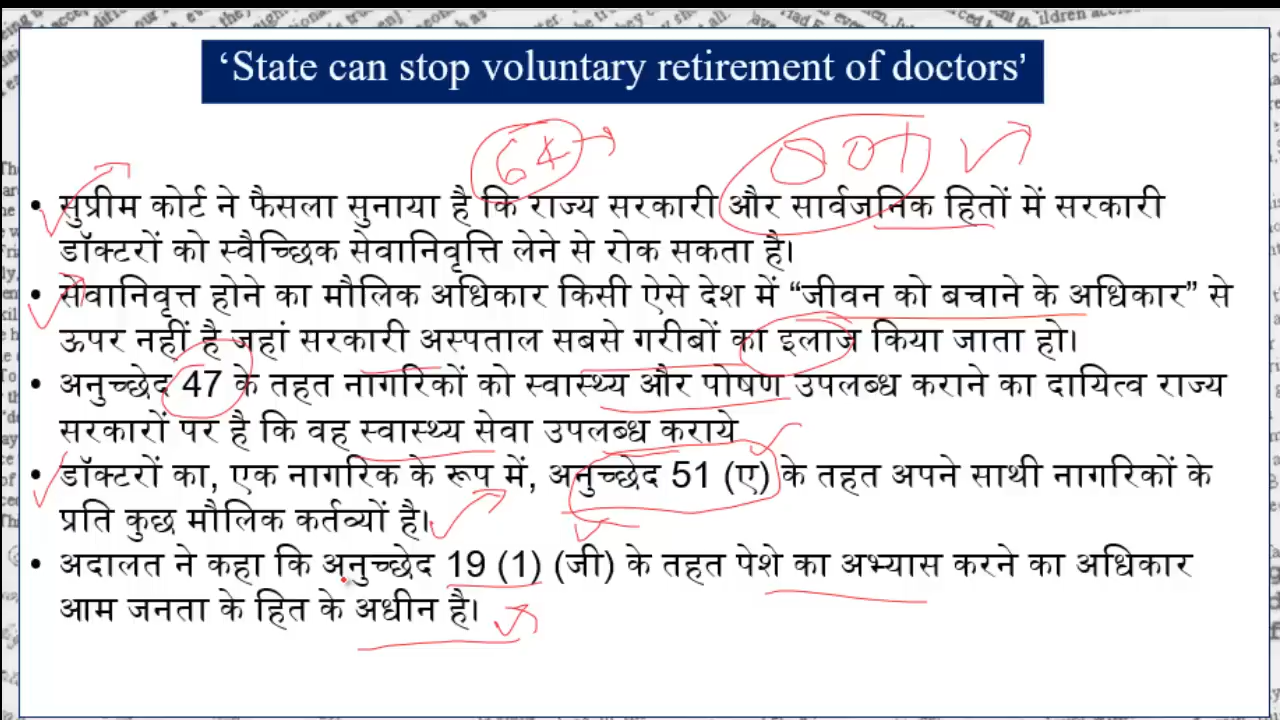 ‘State can stop voluntary retirement of doctors’
64
• सुप्रीम कोर्ट ने फैसला सुनाया है कि राज्य सरकारी और सार्वजनिक हितों में सरकारी
डॉक्टरों को स्वैच्छिक सेवानिवृत्ति लेने से रोक सकता है।
• सेवानिवृत्त होने का मौलिक अधिकार किसी ऐसे देश में “जीवन को बचाने के अधिकार” से
ऊपर नहीं है जहां सरकारी अस्पताल सबसे गरीबों का इलाज किया जाता हो।
• अनुच्छेद 47 के तहत नागरिकों को स्वास्थ्य और पोषण उपलब्ध कराने का दायित्व राज्य
सरकारों पर है कि वह स्वास्थ्य सेवा उपलब्ध कराये
• डॉक्टरों का, एक नागरिक के रूप में, अनुच्छेद 51 (ए) के तहत अपने साथी नागरिकों के
प्रति कुछ मौलिक कर्तव्यों है।
• अदालत ने कहा कि अनुच्छेद 19 (1) (जी) के तहत पेशे का अभ्यास करने का अधिकार
आम जनता के हित के अधीन है।